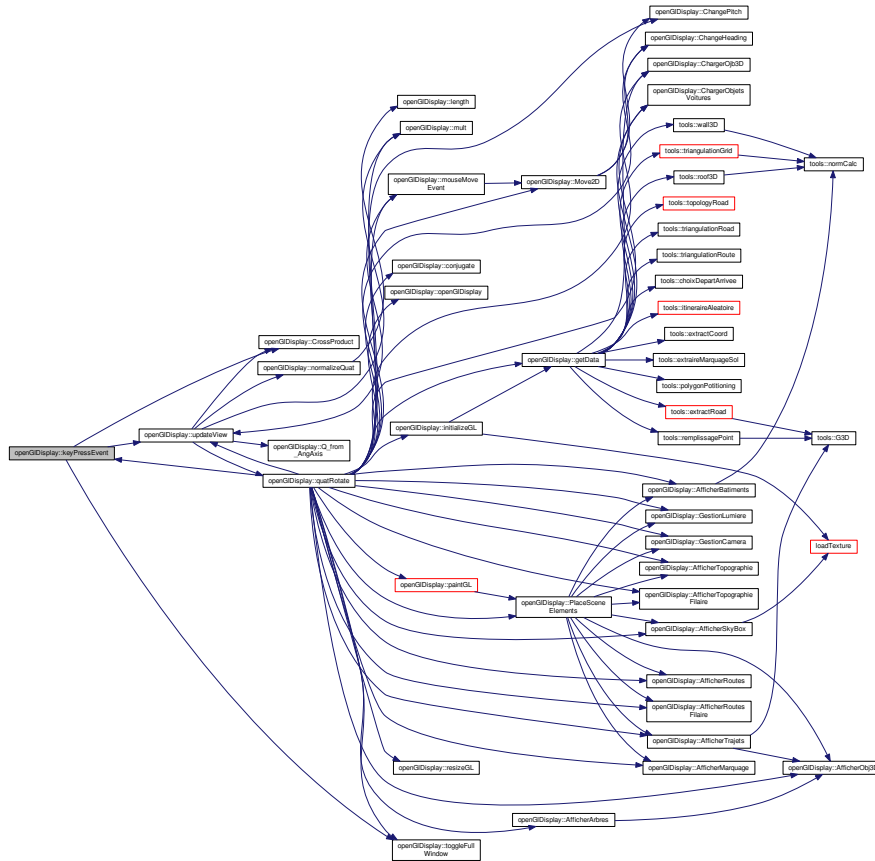 openGlDisplay::keyPressEvent
openGlDisplay::CrossProduct
openGlDisplay::normalizeQuat
openGlDisplay::updateView
openGlDisplay::Q_from
_AngAxis
openGlDisplay::quatRotate
openGlDisplay::length
openGlDisplay::mult
openGlDisplay::mouseMove
Event
openGlDisplay::conjugate
openGlDisplay::openGlDisplay
openGlDisplay::initializeGL
openGlDisplay::paintGL
openGlDisplay::resizeGL
openGlDisplay::toggleFull
Window
openGlDisplay::Move2D
openGlDisplay::getData
openGlDisplay::PlaceScene
Elements
openGlDisplay::AfficherArbres
openGlDisplay::ChangePitch
openGlDisplay::ChangeHeading
openGlDisplay::ChargerOjb3D
openGlDisplay::ChargerObjets
Voitures
tools::wall3D
tools::triangulationGrid
tools::roof3D
tools::topologyRoad
tools::triangulationRoad
tools::triangulationRoute
tools::choixDepartArrivee
tools::itineraireAleatoire
tools::extractCoord
tools::extraireMarquageSol
tools::polygonPotitioning
tools::extractRoad
tools::remplissagePoint
openGlDisplay::AfficherBatiments
openGlDisplay::GestionLumiere
openGlDisplay::GestionCamera
openGlDisplay::AfficherTopographie
openGlDisplay::AfficherTopographie
Filaire
openGlDisplay::AfficherSkyBox
openGlDisplay::AfficherRoutes
openGlDisplay::AfficherRoutes
Filaire
openGlDisplay::AfficherTrajets
openGlDisplay::AfficherMarquage
tools::normCalc
tools::G3D
loadTexture
openGlDisplay::AfficherObj3D